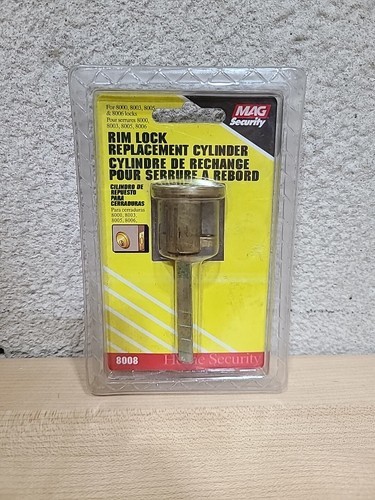 For 8000, 8003, 8005
& 8006 locks
Pour serrures 8000,
8003, 8005, 8006
MAG
Security
RIM LOCK
REPLACEMENT CYLINDER
CYLINDRE DE RECHANGE
POUR SERRURE A REBORD
CILINDRO DE
REPUESTO
PARA
CERRADURAS
Para cerraduras
8000, 8003,
8005, 8006,
8008
Home Security